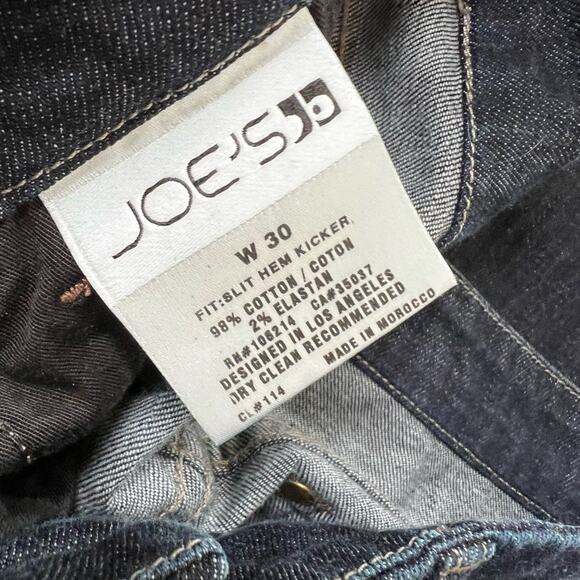 JOE'S
W 30
FIT:SLIT HEM KICKER
98% COTTON / COTON
2% ELASTAN
RN#106214 CA#35037
DESIGNED IN LOS ANGELES
DRY CLEAN RECOMMENDED
CL#114 MADE IN MOROCCO